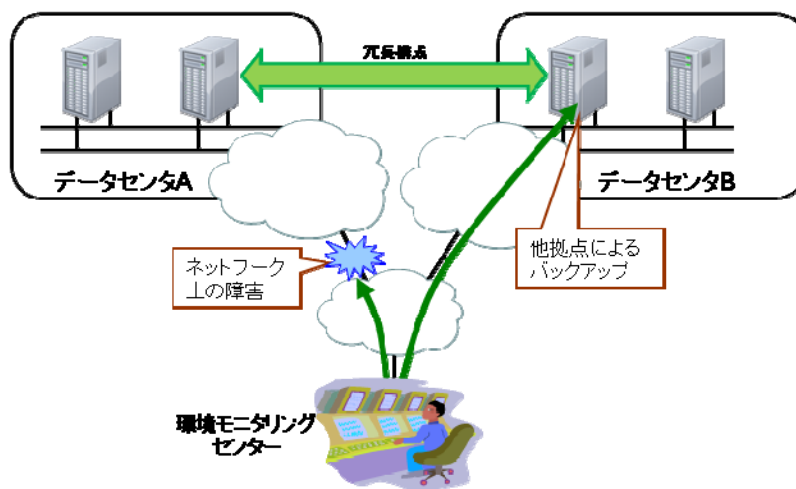 冗長拠点
データセンタA
データセンタB
ネットワーク
上の障害
他拠点による
バックアップ
環境モニタリング
センター